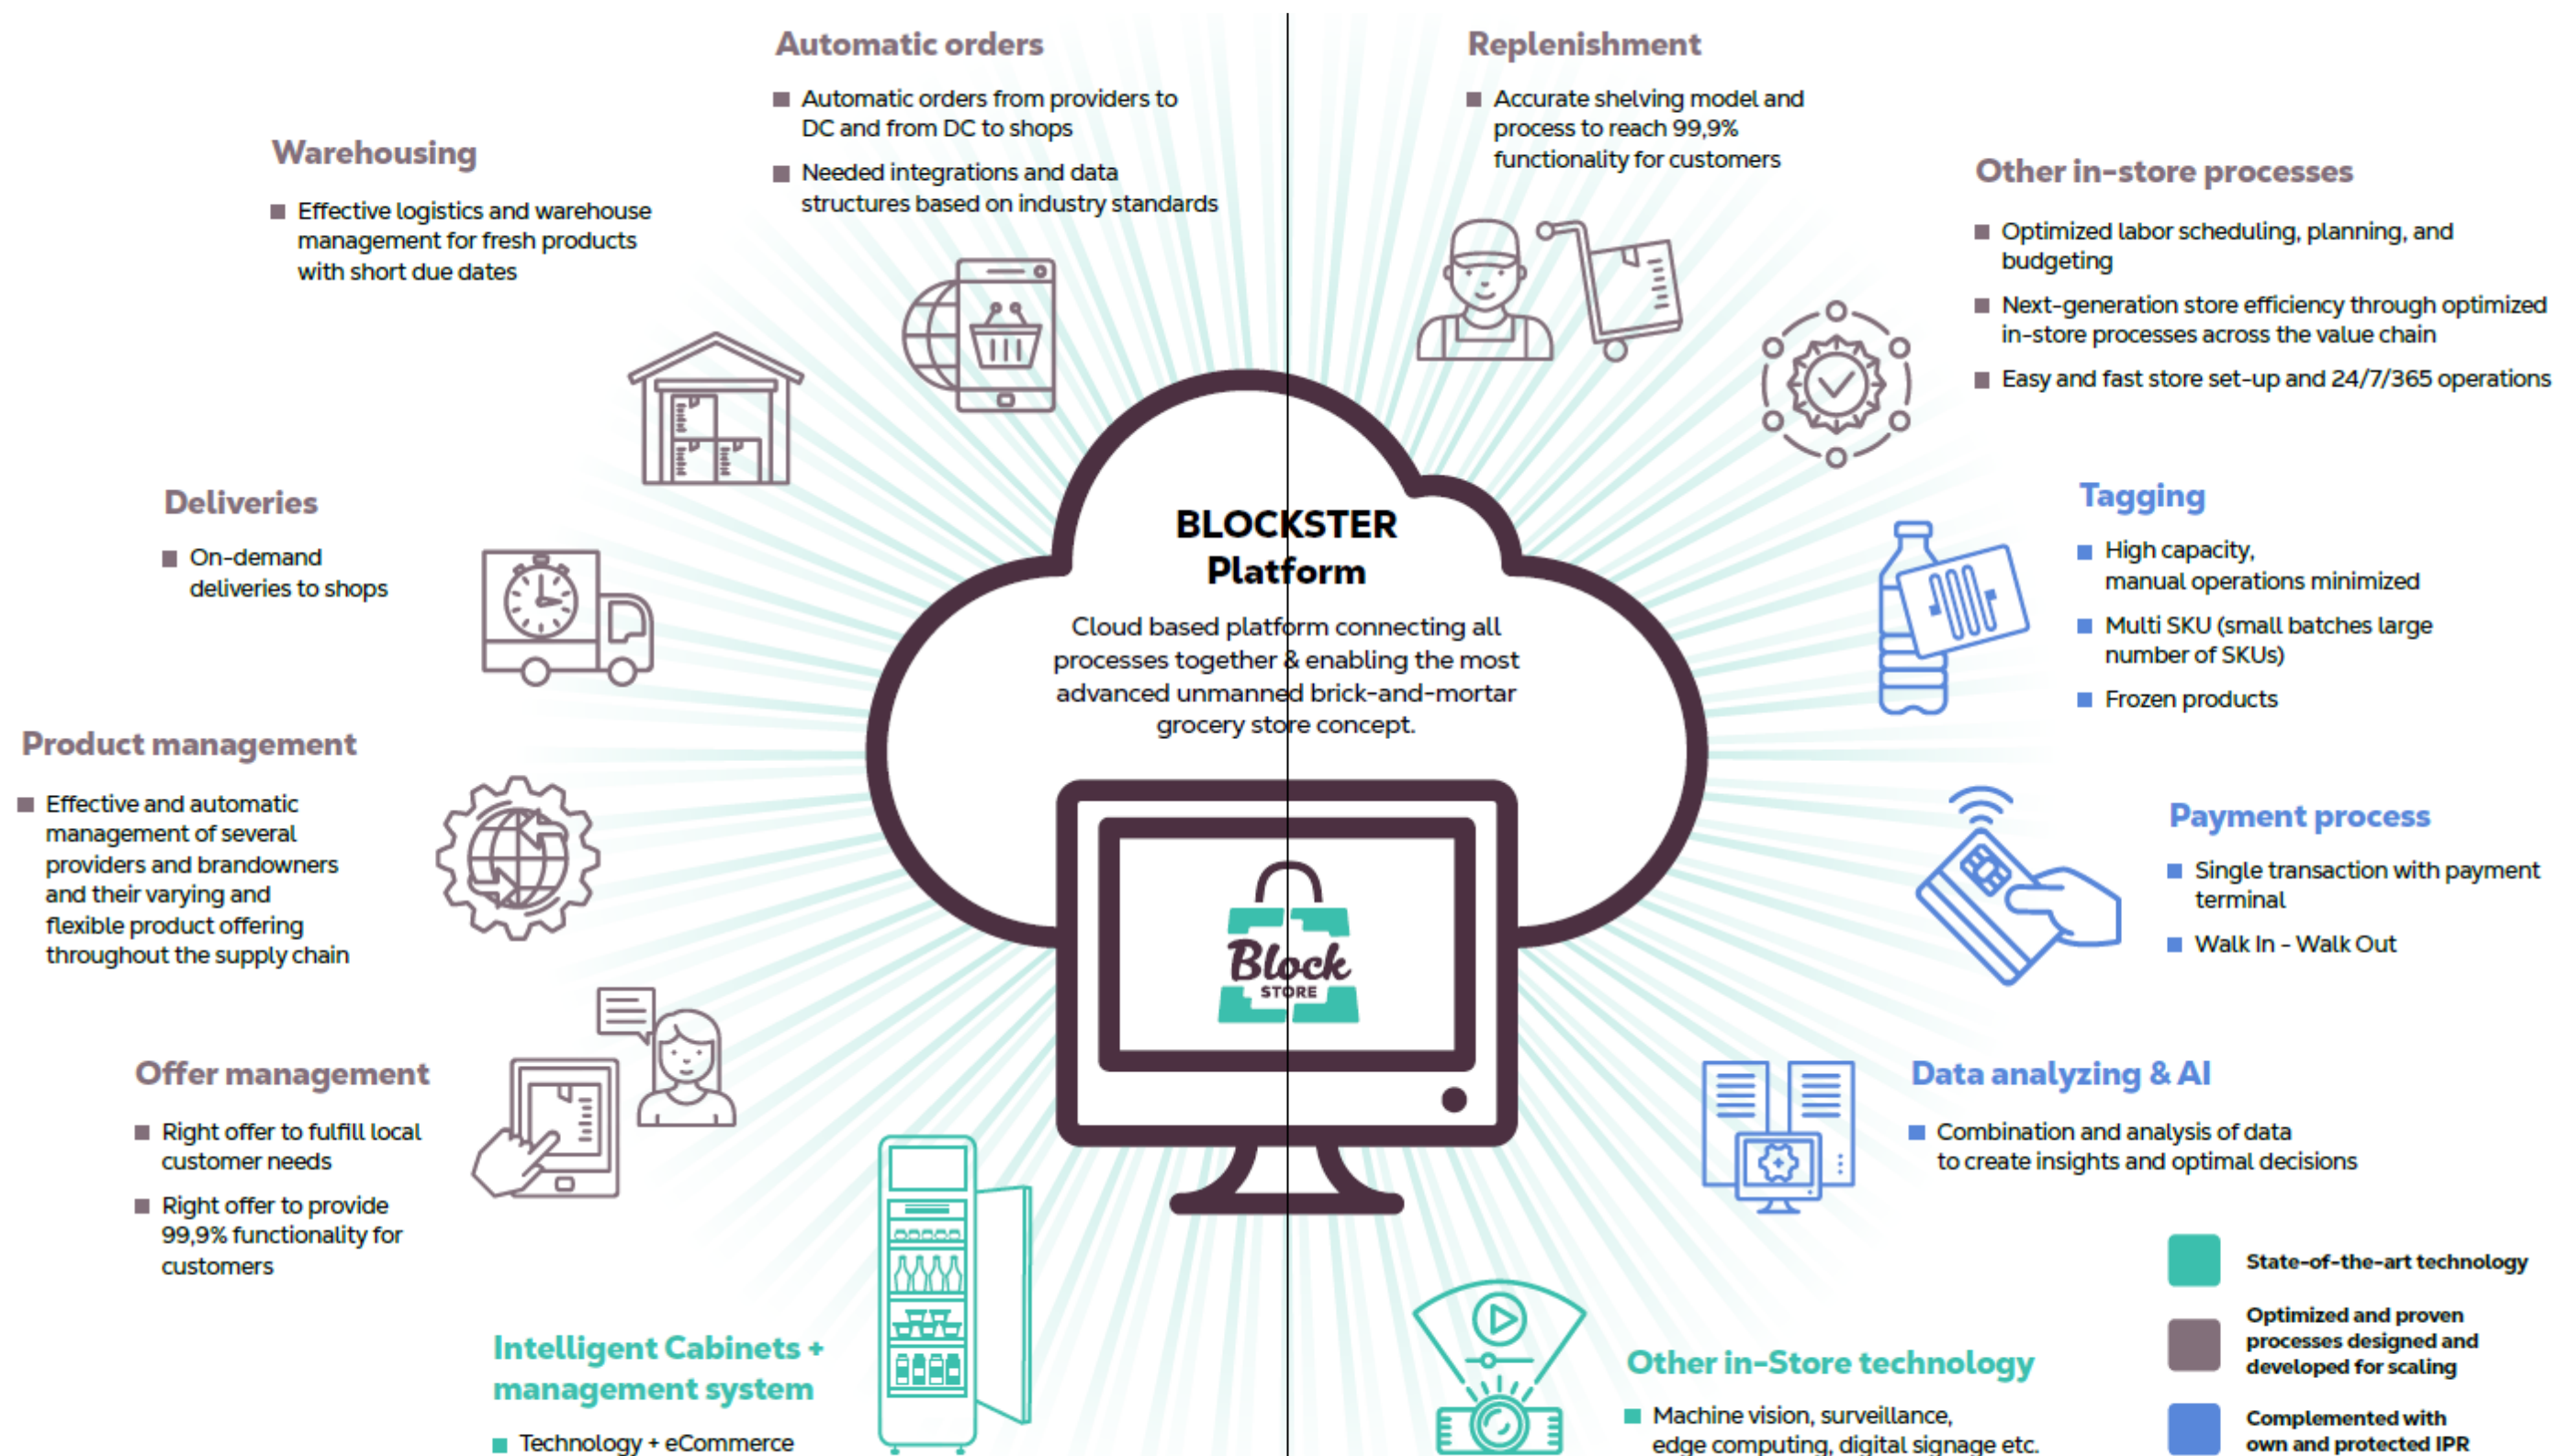 Automatic orders
Automatic orders from providers to
DC and from DC to shops
Needed integrations and data
structures based on industry standards
Replenishment
Accurate shelving model and
process to reach 99,9%
functionality for customers
Warehousing
Effective logistics and warehouse
management for fresh products
with short due dates
Other in-store processes
Optimized labor scheduling, planning, and
budgeting
Next-generation store efficiency through optimized
in-store processes across the value chain
Easy and fast store set-up and 24/7/365 operations
Deliveries
On-demand
deliveries to shops
BLOCKSTER
Platform
Cloud based platform connecting all
processes together & enabling the most
advanced unmanned brick-and-mortar
grocery store concept.
Block
STORE
Tagging
High capacity,
manual operations minimized
Multi SKU (small batches large
number of SKUs)
Frozen products
Product management
Effective and automatic
management of several
providers and brandowners
and their varying and
flexible product offering
throughout the supply chain
Payment process
Single transaction with payment
terminal
Walk In - Walk Out
Offer management
Right offer to fulfill local
customer needs
Right offer to provide
99,9% functionality for
customers
Data analyzing & AI
Combination and analysis of data
to create insights and optimal decisions
Intelligent Cabinets +
management system
Technology + eCommerce
Other in-Store technology
Machine vision, surveillance,
edge computing, digital signage etc.
State-of-the-art technology
Optimized and proven
processes designed and
developed for scaling
Complemented with
own and protected IPR